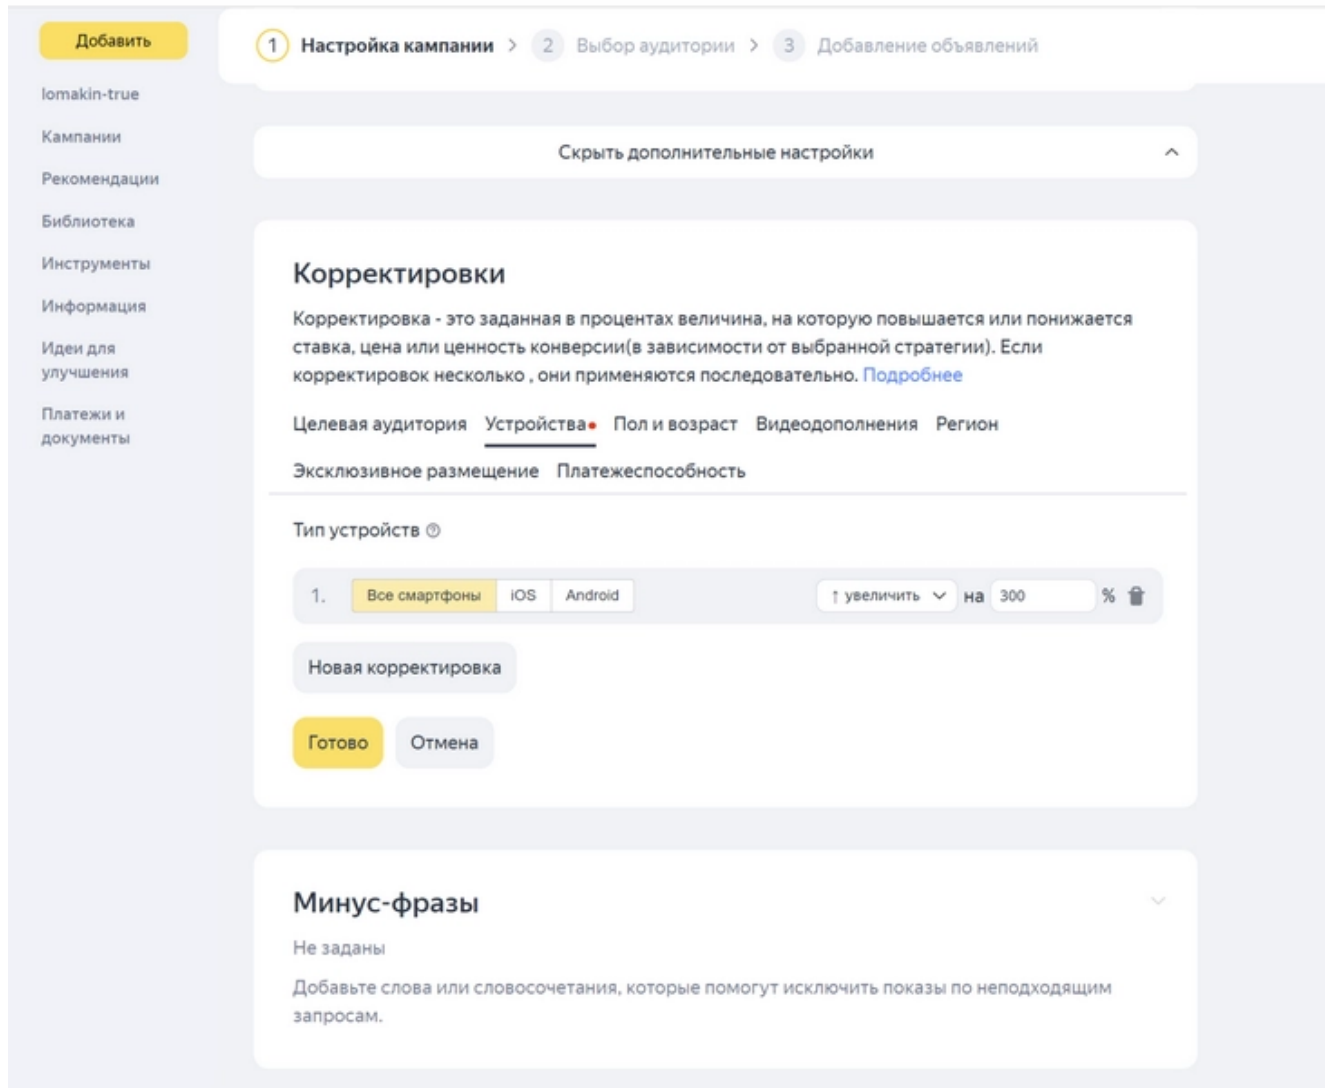 Добавить
1 Настройка кампании > 2 Выбор аудитории > 3 Добавление объявлений
lomakin-true
Кампании
Рекомендации
Библиотека
Инструменты
Информация
Идеи для
улучшения
Платежи и
документы
Скрыть дополнительные настройки
Корректировки
Корректировка - это заданная в процентах величина, на которую повышается или понижается
ставка, цена или ценность конверсии(в зависимости от выбранной стратегии). Если
корректировок несколько , они применяются последовательно. Подробнее
Целевая аудитория Устройства Пол и возраст Видеодополнения Регион
Эксклюзивное размещение Платежеспособность
Тип устройств ?
1. Все смартфоны iOS Android ↑ увеличить на 300 %
Новая корректировка
Готово Отмена
Минус-фразы
Не заданы
Добавьте слова или словосочетания, которые помогут исключить показы по неподходящим
запросам.